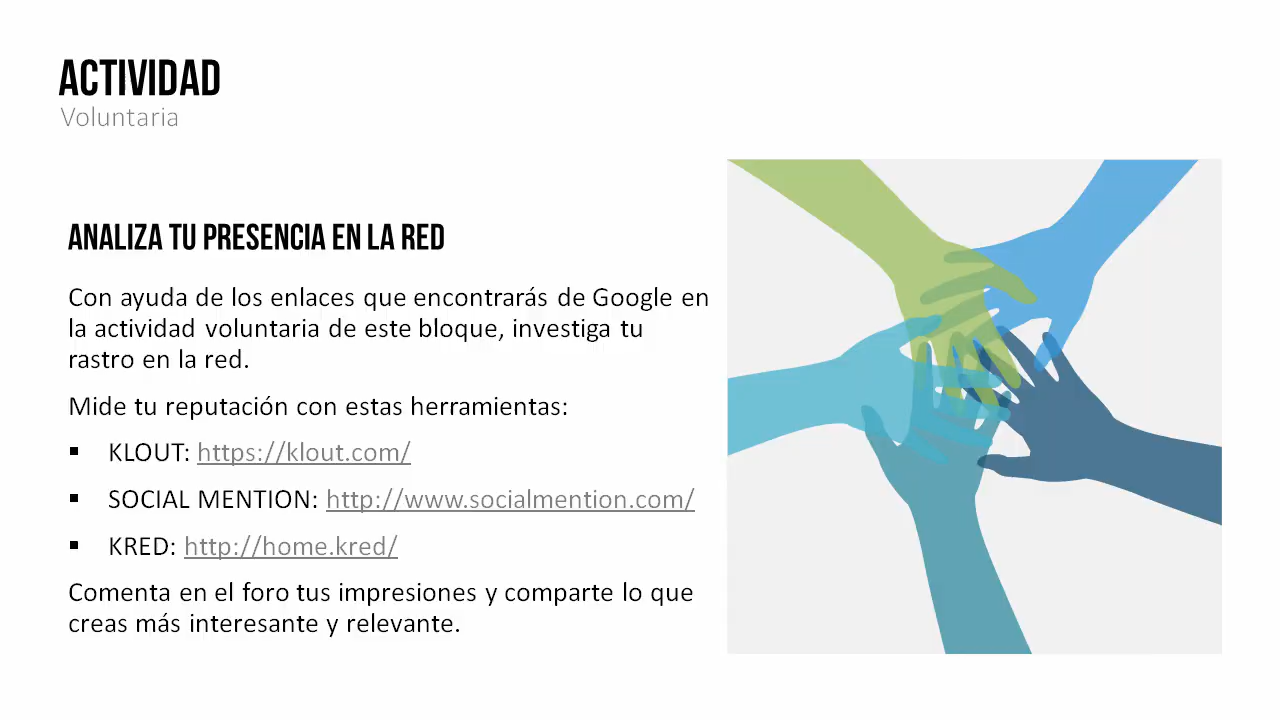 ACTIVIDAD
Voluntaria
ANALIZA TU PRESENCIA EN LA RED
Con ayuda de los enlaces que encontrarás de Google en
la actividad voluntaria de este bloque, investiga tu
rastro en la red.
Mide tu reputación con estas herramientas:
▪ KLOUT: https://klout.com/
▪ SOCIAL MENTION: http://www.socialmention.com/
▪ KRED: http://home.kred/
Comenta en el foro tus impresiones y comparte lo que
creas más interesante y relevante.